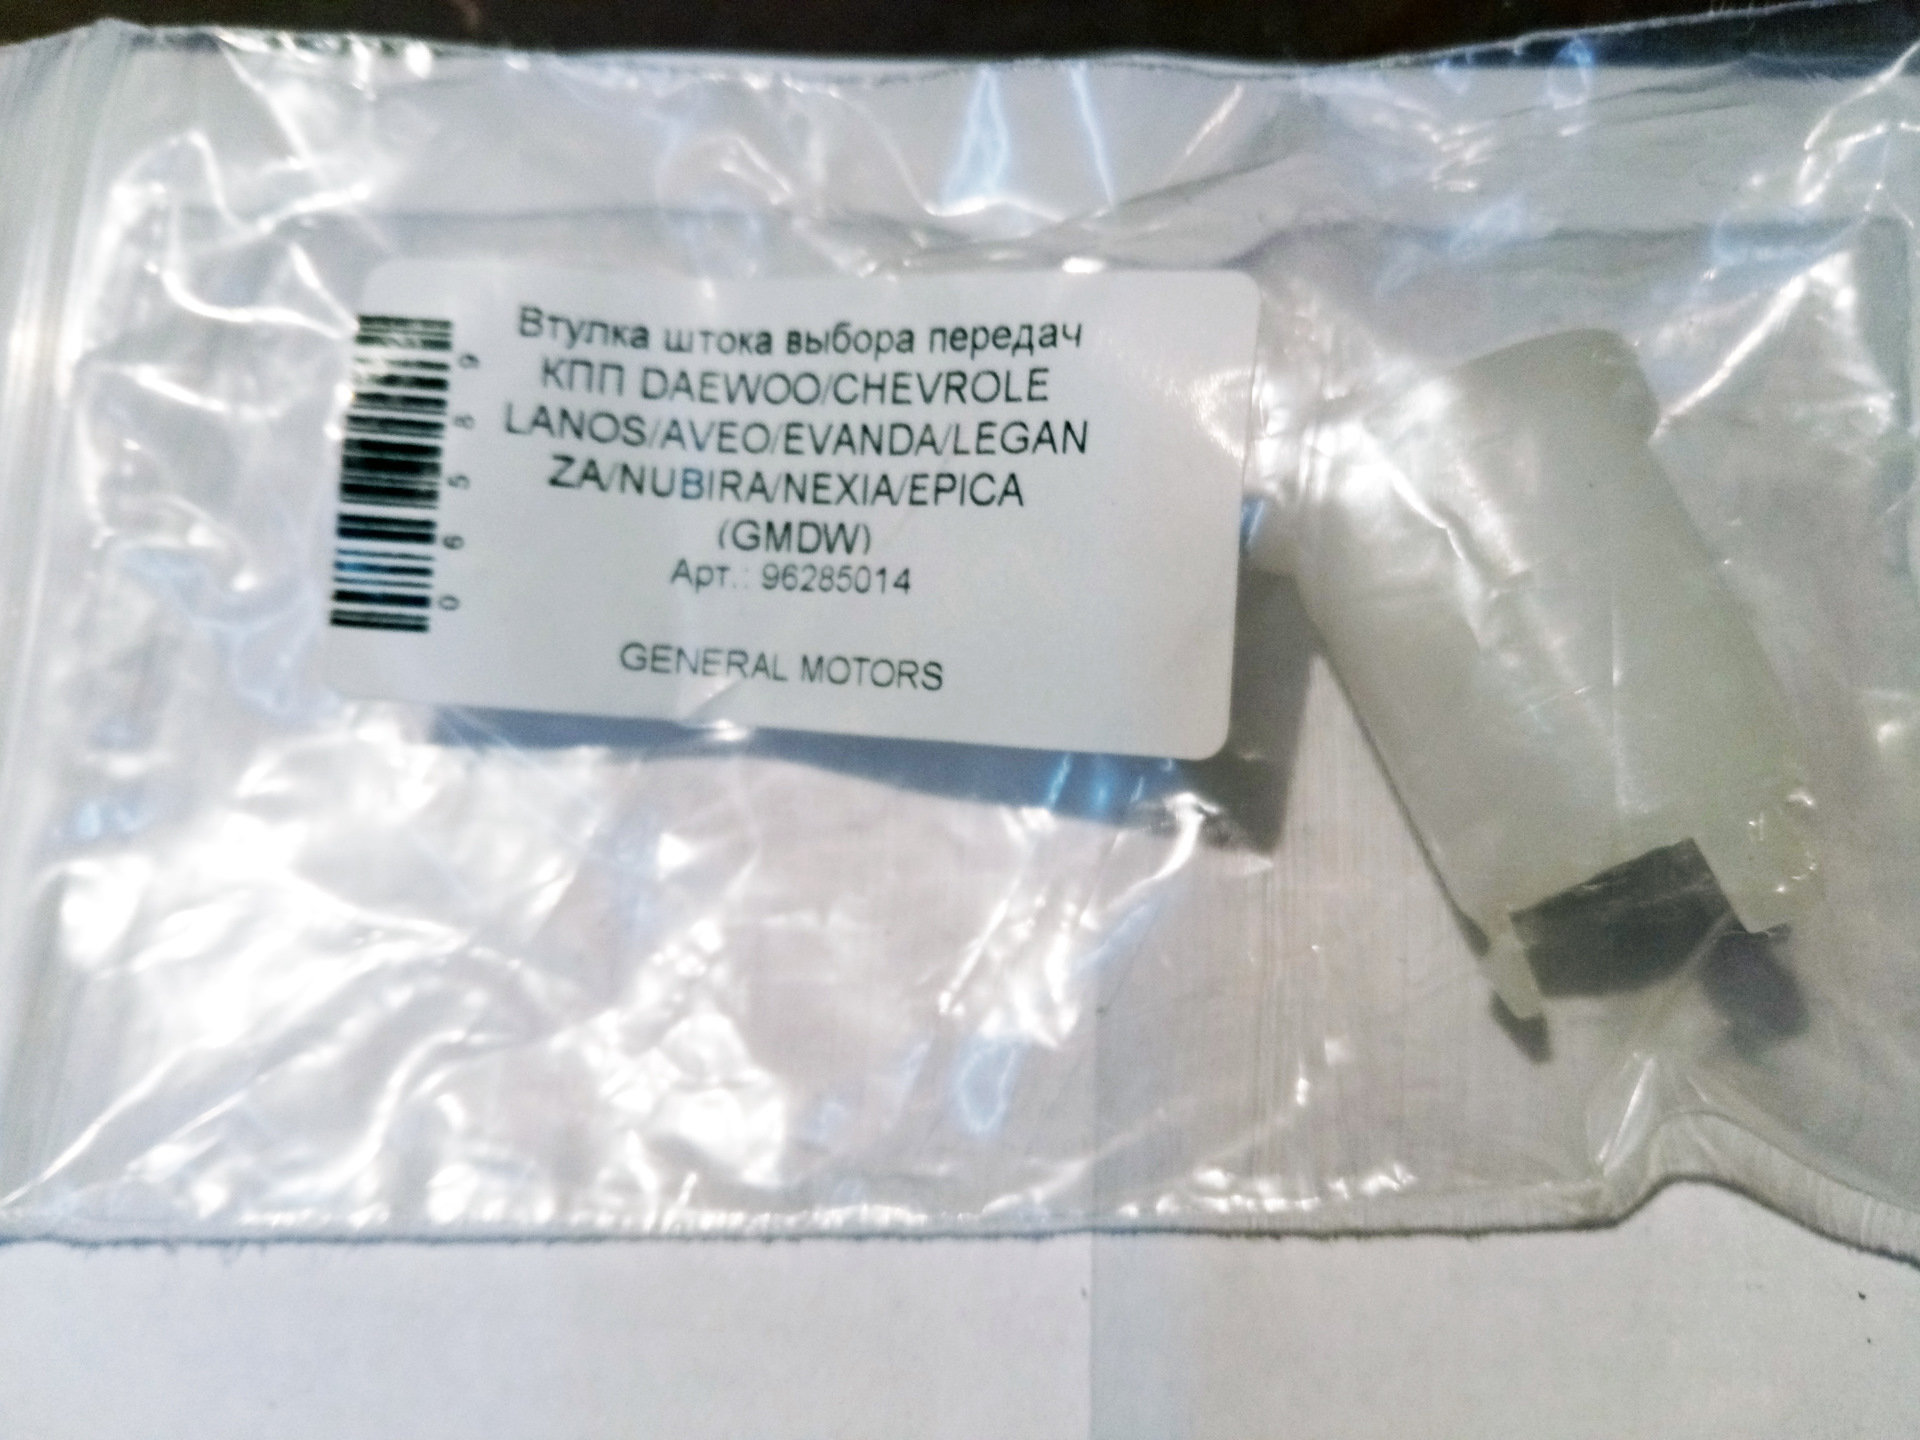 Втулка штока выбора передач
КПП DAEWOO/CHEVROLE
LANOS/AVEO/EVANDA/LEGAN
ZA/NUBIRA/NEXIA/EPICA
(GMDW)
Арт.: 96285014
GENERAL MOTORS
06589